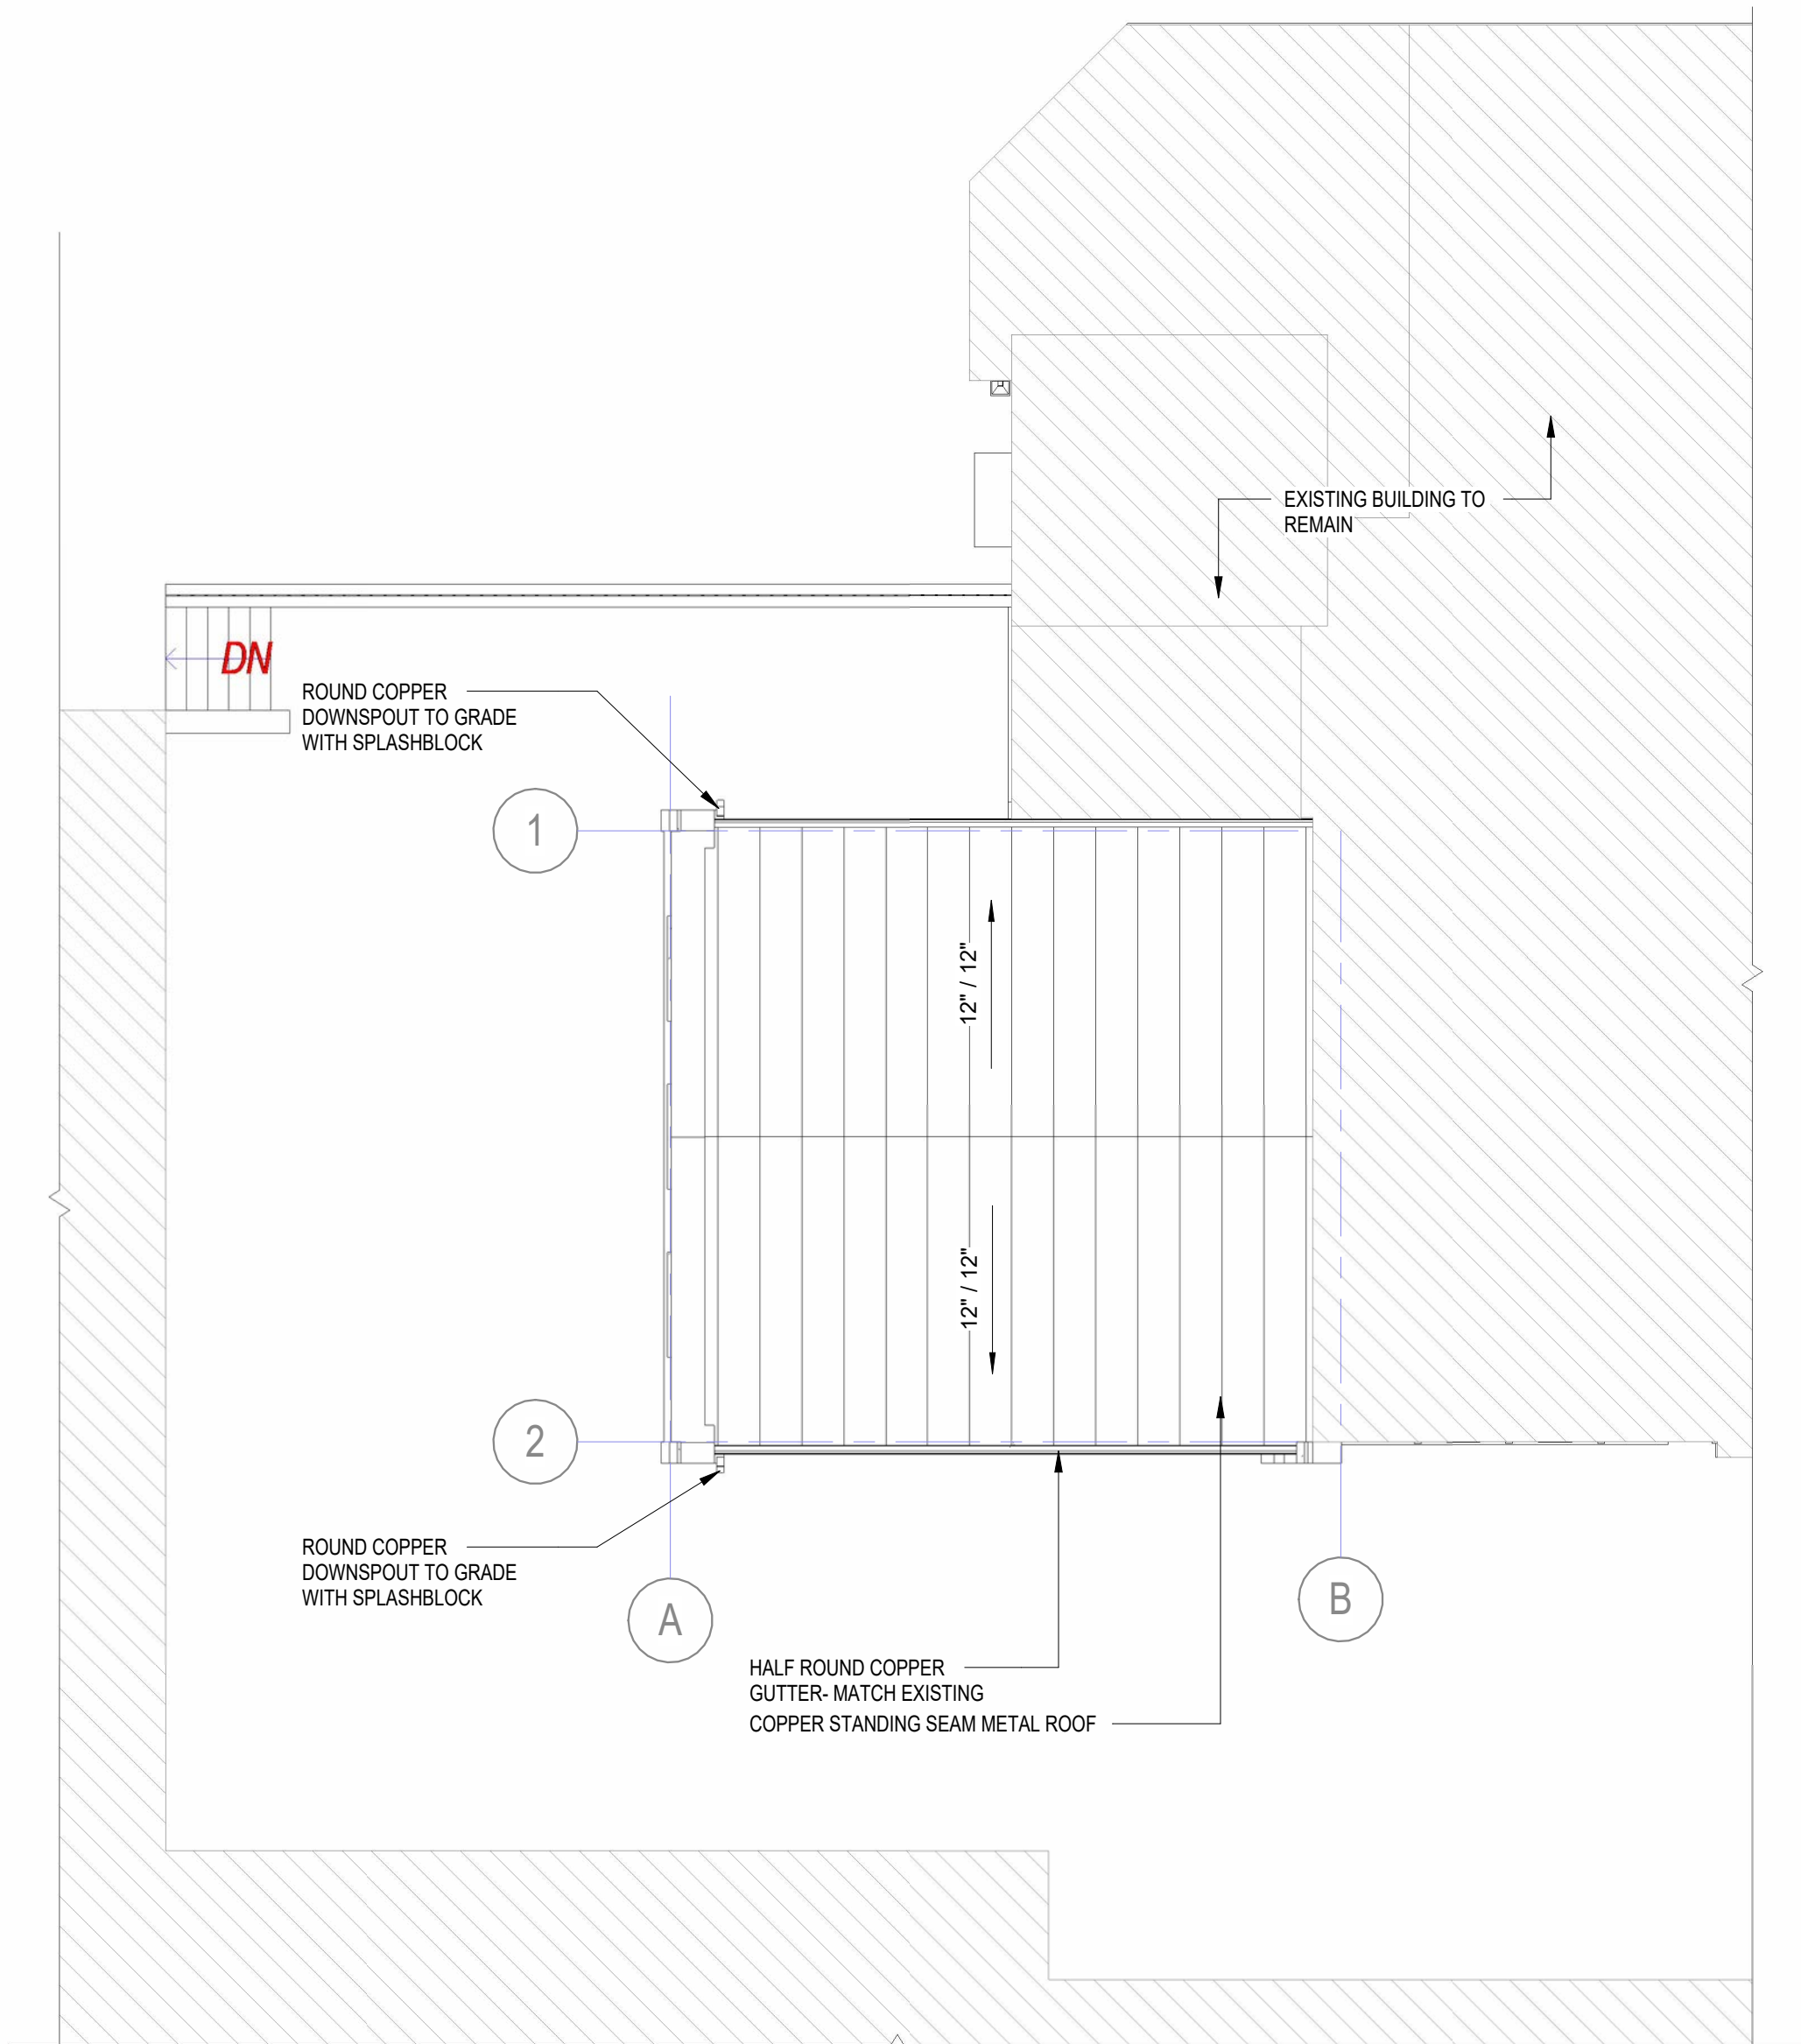 EXISTING BUILDING TO
REMAIN
DN
ROUND COPPER
DOWNSPOUT TO GRADE
WITH SPLASHBLOCK
1
12" / 12"
12" / 12"
2
ROUND COPPER
DOWNSPOUT TO GRADE
WITH SPLASHBLOCK
A
B
HALF ROUND COPPER
GUTTER- MATCH EXISTING
COPPER STANDING SEAM METAL ROOF